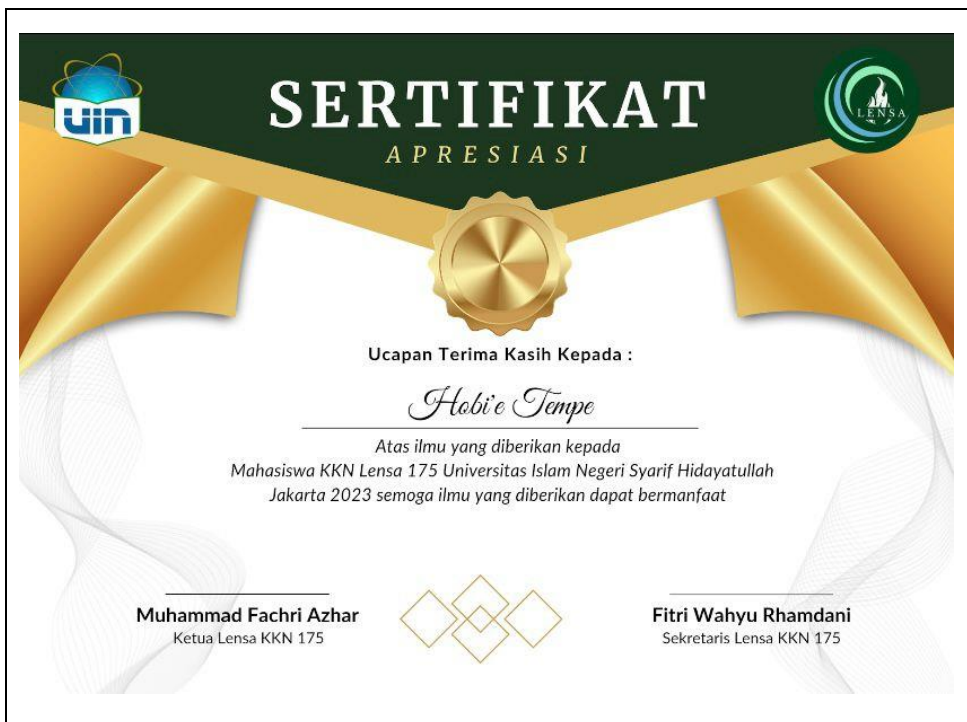 uin
LENSA
SERTIFIKAT
APRESIASI
Ucapan Terima Kasih Kepada :
Hobi'e Tempe
Atas ilmu yang diberikan kepada
Mahasiswa KKN Lensa 175 Universitas Islam Negeri Syarif Hidayatullah
Jakarta 2023 semoga ilmu yang diberikan dapat bermanfaat
Muhammad Fachri Azhar
Ketua Lensa KKN 175
Fitri Wahyu Rhamdani
Sekretaris Lensa KKN 175